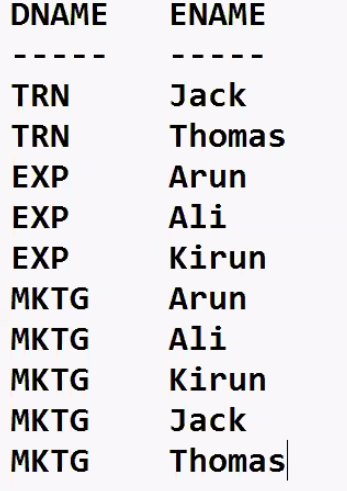 DNAME ENAME
----- -----
TRN Jack
TRN Thomas
EXP Arun
EXP Ali
EXP Kirun
MKTG Arun
MKTG Ali
MKTG Kirun
MKTG Jack
MKTG Thomas